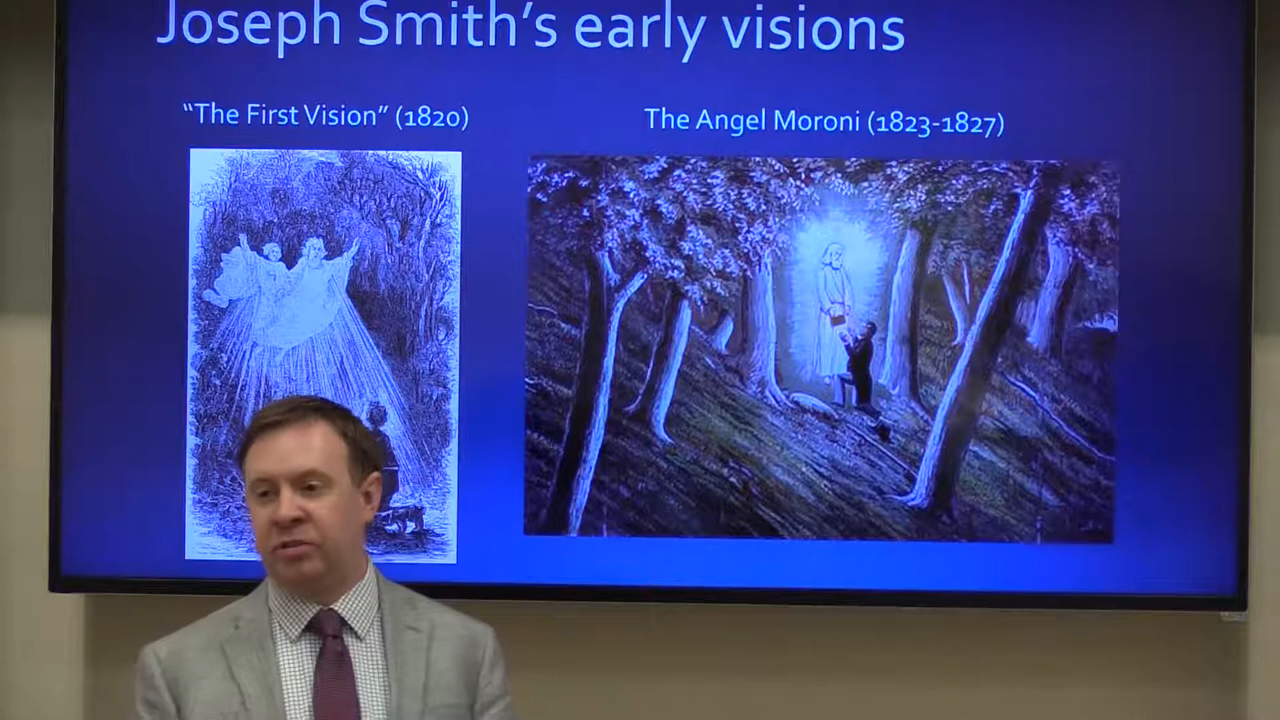 Joseph Smith’s early visions
“The First Vision” (1820)
The Angel Moroni (1823-1827)